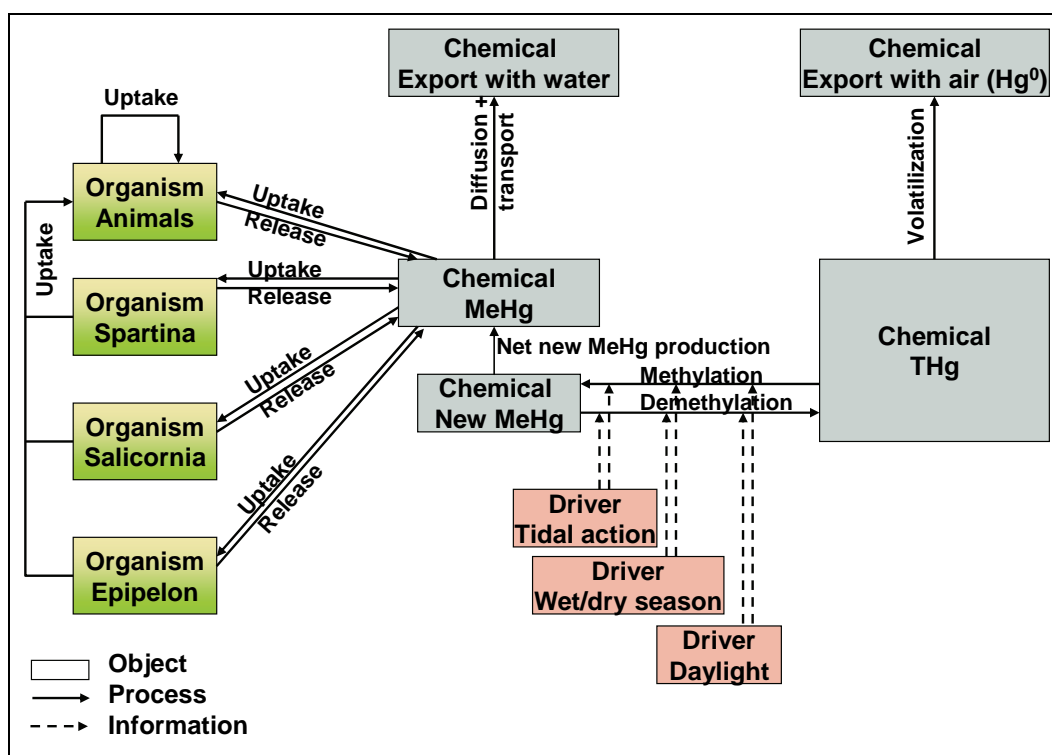 Chemical
Export with water
Chemical
Export with air (Hg⁰)
Uptake
Diffusion +
transport
Volatilization
Organism
Animals
Uptake
Release
Uptake
Organism
Spartina
Uptake
Release
Chemical
MeHg
Chemical
THg
Net new MeHg production
Chemical
New MeHg
Methylation
Demethylation
Uptake
Release
Organism
Salicornia
Uptake
Release
Organism
Epipelon
Driver
Tidal action
Driver
Wet/dry season
Driver
Daylight
Object
Process
Information